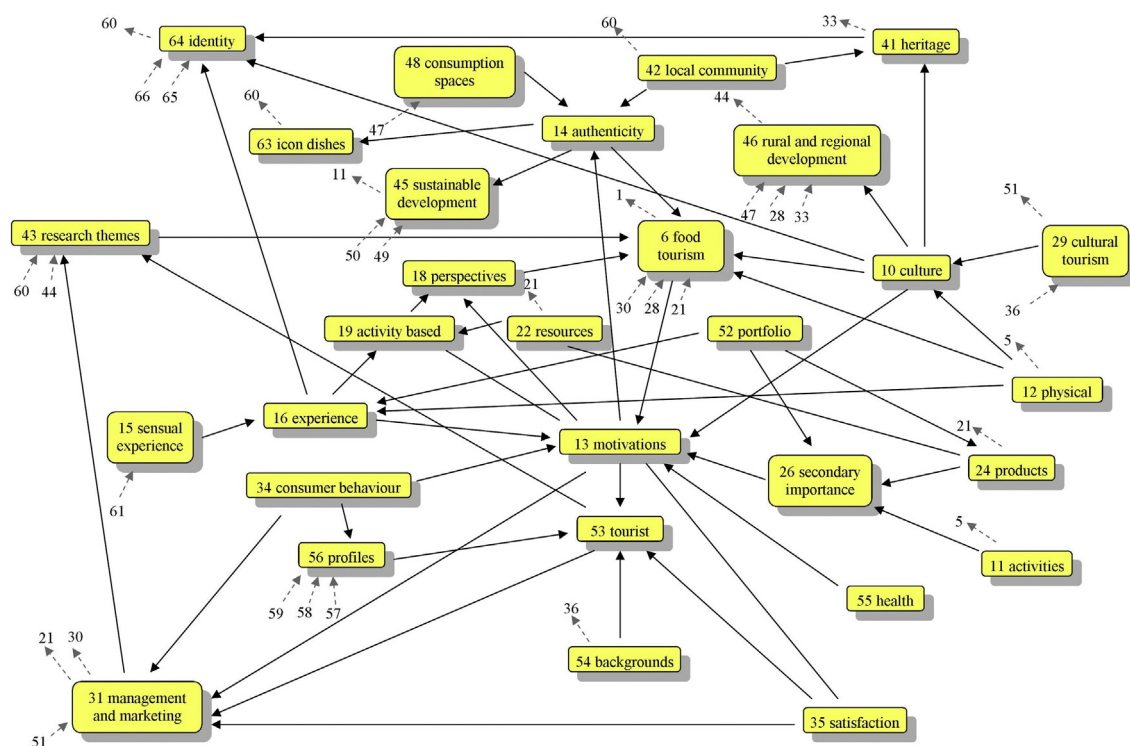 60
64 identity
66
65
48 consumption
spaces
60
42 local community
33
41 heritage
60
63 icon dishes
47
14 authenticity
44
46 rural and regional
development
47
28
33
11
45 sustainable
development
50
49
1
6 food
tourism
30
28
21
51
29 cultural
tourism
36
43 research themes
60
44
18 perspectives
21
10 culture
19 activity based
22 resources
52 portfolio
5
12 physical
15 sensual
experience
61
16 experience
13 motivations
21
24 products
26 secondary
importance
34 consumer behaviour
53 tourist
5
11 activities
56 profiles
59
58
57
55 health
36
54 backgrounds
21
30
31 management
and marketing
51
35 satisfaction